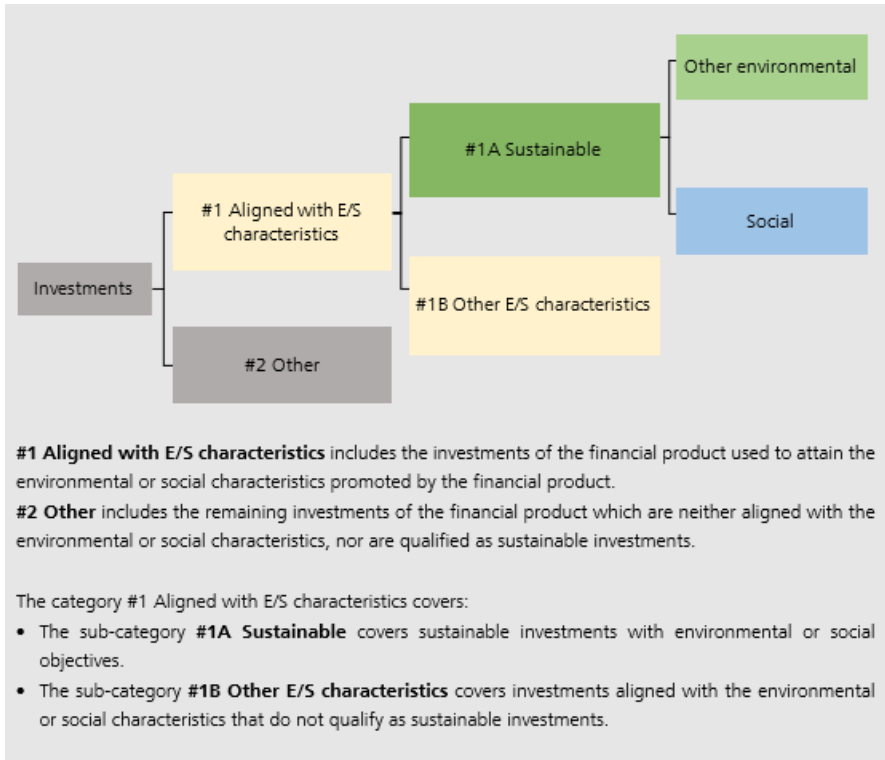 Other environmental
#1A Sustainable
#1 Aligned with E/S
characteristics
Social
Investments
#1B Other E/S characteristics
#2 Other
#1 Aligned with E/S characteristics includes the investments of the financial product used to attain the
environmental or social characteristics promoted by the financial product.
#2 Other includes the remaining investments of the financial product which are neither aligned with the
environmental or social characteristics, nor are qualified as sustainable investments.
The category #1 Aligned with E/S characteristics covers:
• The sub-category #1A Sustainable covers sustainable investments with environmental or social
objectives.
• The sub-category #1B Other E/S characteristics covers investments aligned with the environmental
or social characteristics that do not qualify as sustainable investments.